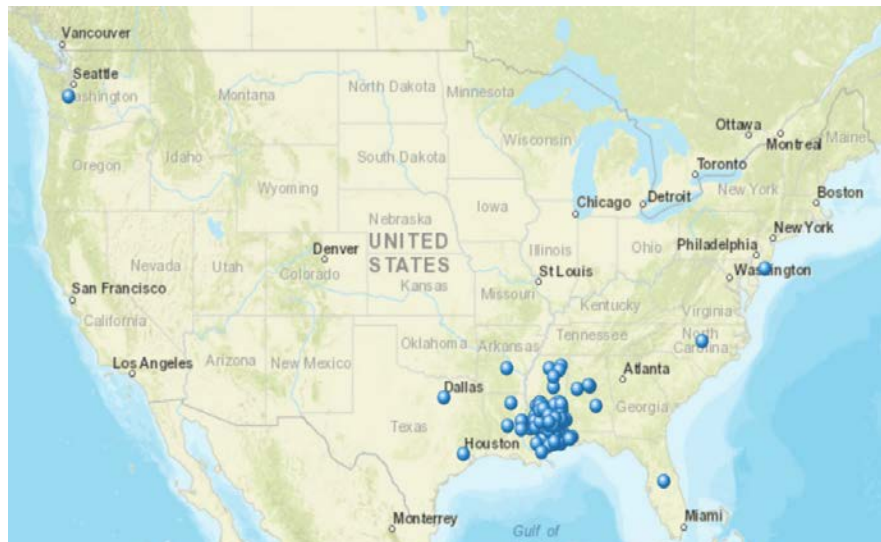 Vancouver
Seattle
Washington
Montana
North Dakota
Minnesota
Ottawa
Montreal
Maine
Oregon
Idaho
South Dakota
Wisconsin
Toronto
Wyoming
New York
Boston
Iowa
Chicago
Detroit
Nebraska
New York
Nevada
Utah
Denver
Colorado
UNITED
STATES
Illinois
Ohio
Philadelphia
San Francisco
Kansas
St Louis
Missouri
Washington
California
Kentucky
Virginia
Los Angeles
Arizona
New Mexico
Oklahoma
Arkansas
Tennessee
North
Carolina
Dallas
Atlanta
Georgia
Texas
Houston
Monterrey
Gulf of
Miami